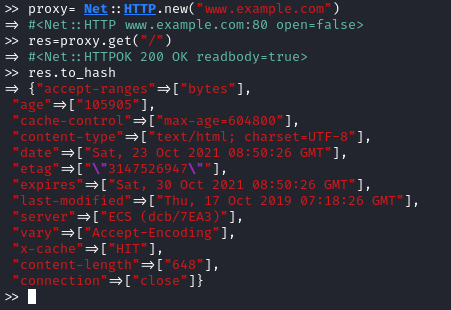 >> proxy= Net::HTTP.new("www.example.com")
=> #<Net::HTTP www.example.com:80 open=false>
>> res=proxy.get("/")
=> #<Net::HTTPOK 200 OK readbody=true>
>> res.to_hash
=> {"accept-ranges"=>["bytes"],
"age"=>["105905"],
"cache-control"=>["max-age=604800"],
"content-type"=>["text/html; charset=UTF-8"],
"date"=>["Sat, 23 Oct 2021 08:50:26 GMT"],
"etag"=>["\"3147526947\""],
"expires"=>["Sat, 30 Oct 2021 08:50:26 GMT"],
"last-modified"=>["Thu, 17 Oct 2019 07:18:26 GMT"],
"server"=>["ECS (dcb/7EA3)"],
"vary"=>["Accept-Encoding"],
"x-cache"=>["HIT"],
"content-length"=>["648"],
"connection"=>["close"]}
>>